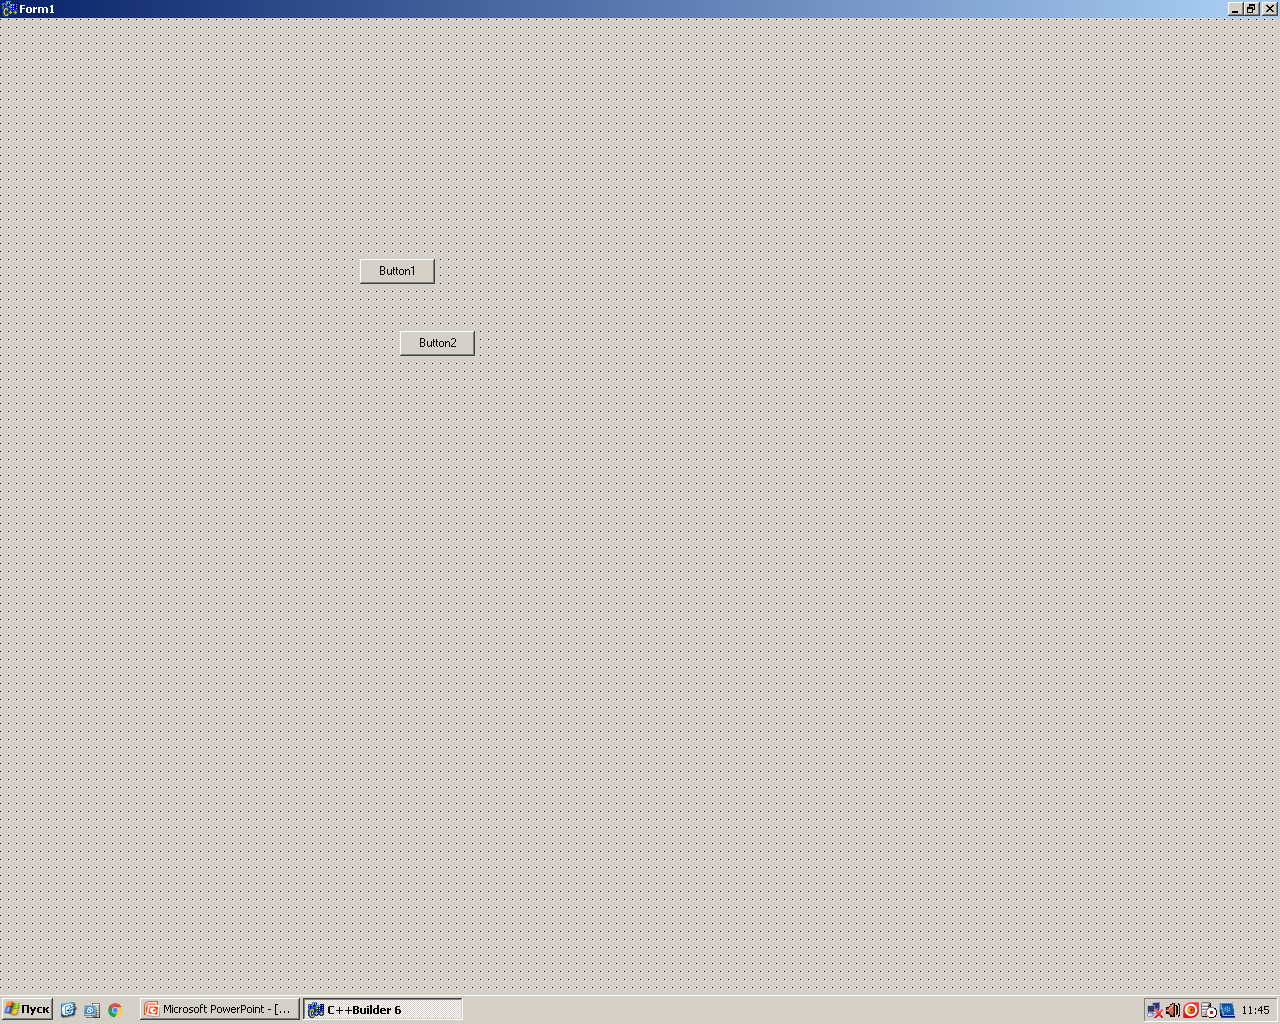 Form1
Button1
Button2
Пуск
Microsoft PowerPoint - [...
C++Builder 6
11:45